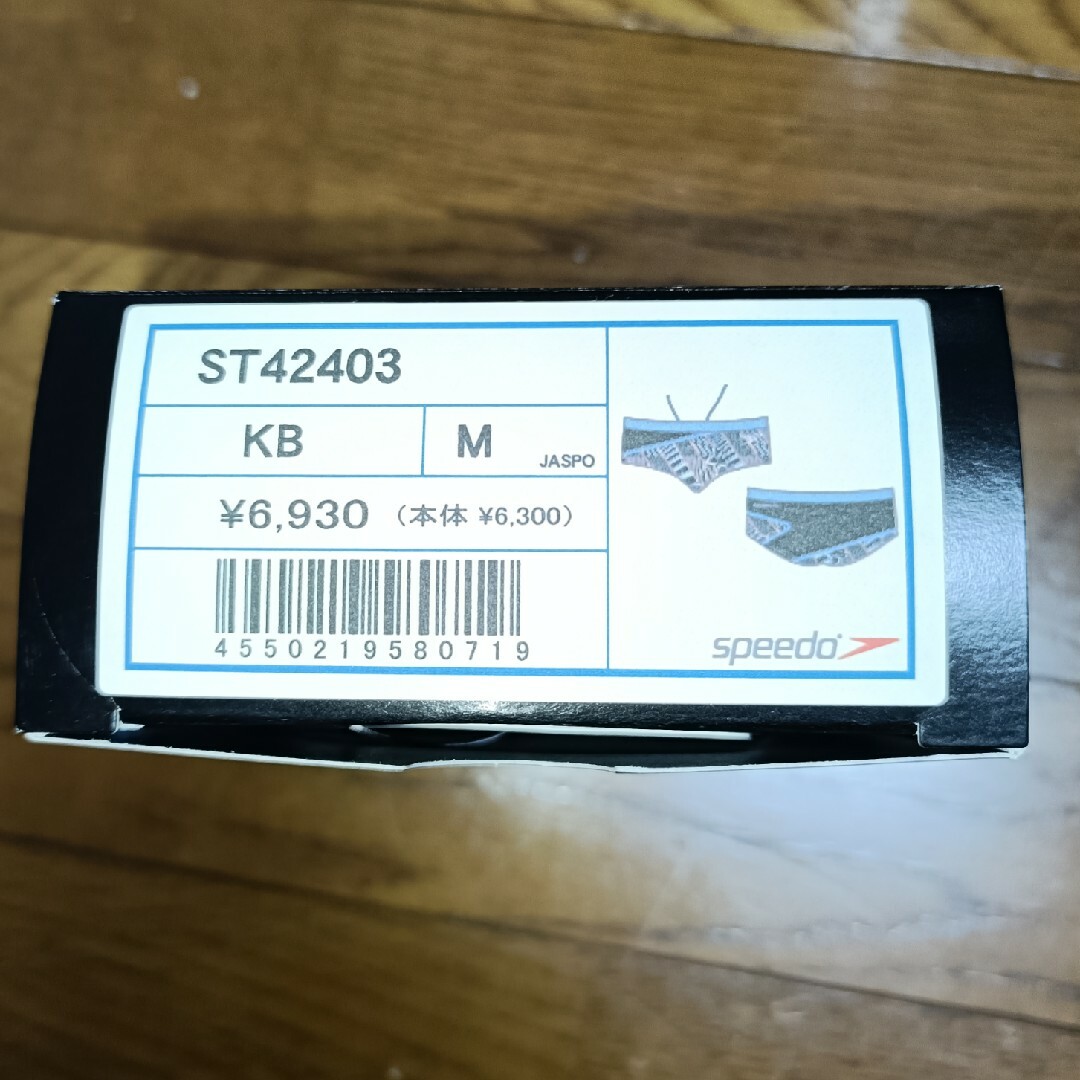 ST42403
KB
M
JASPO
¥6,930 (本体 ¥6,300)
4550219580719
speedo